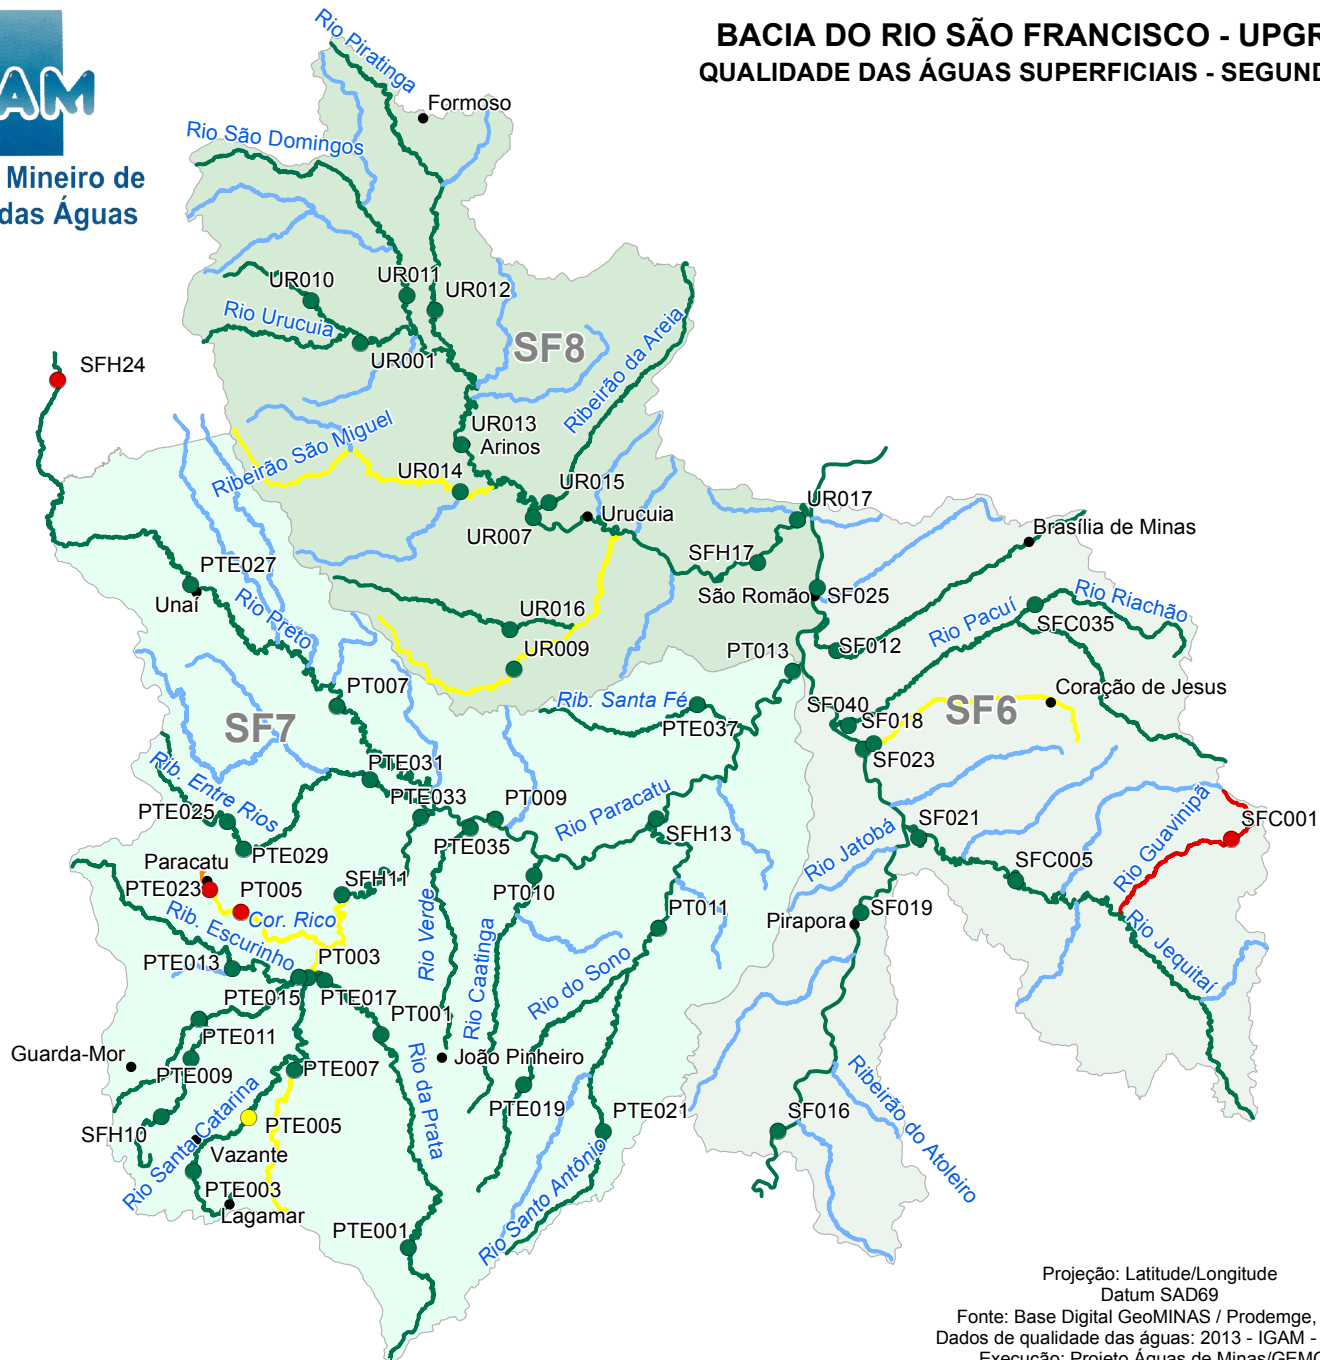 BACIA DO RIO SÃO FRANCISCO - UPGR
QUALIDADE DAS ÁGUAS SUPERFICIAIS - SEGUND
AM
Mineiro de
das Águas
Rio Piratinga
Formoso
Rio São Domingos
UR010
UR011
UR012
Rio Urucuia
UR001
SF8
Ribeirão da Areia
SFH24
Ribeirão São Miguel
UR013
Arinos
UR014
UR015
UR007
Urucuia
UR017
Brasília de Minas
SFH17
PTE027
Unaí
Rio Preto
São Romão
SF025
UR016
UR009
SF012
Rio Pacuí
Rio Riachão
SFC035
PT013
PT007
Rib. Santa Fé
PTE037
SF7
SF040
SF018
SF6
Coração de Jesus
SF023
Rib. Entre Rios
PTE031
PTE033
PT009
Rio Paracatu
PTE025
PTE029
PTE035
SFH13
SF021
Rio Jatobá
SFC005
Rio Guavinipã
SFC001
Paracatu
PTE023
PT005
SFH11
Cor. Rico
PT010
PT011
Pirapora
SF019
Rio Jequitaí
Rib. Escurinho
Rio Verde
Rio Caatinga
PTE013
PT003
Rio do Sono
PTE015
PTE017
PT001
PTE011
Guarda-Mor
PTE009
PTE007
João Pinheiro
Rio da Prata
Rio Santa Catarina
SFH10
PTE005
PTE019
PTE021
SF016
Ribeirão do Atoleiro
Vazante
PTE003
Lagamar
Rio Santo Antônio
PTE001
Projeção: Latitude/Longitude
Datum SAD69
Fonte: Base Digital GeoMINAS / Prodemge,
Dados de qualidade das águas: 2013 - IGAM -
Execução: Projeto Águas de Minas/GEMO